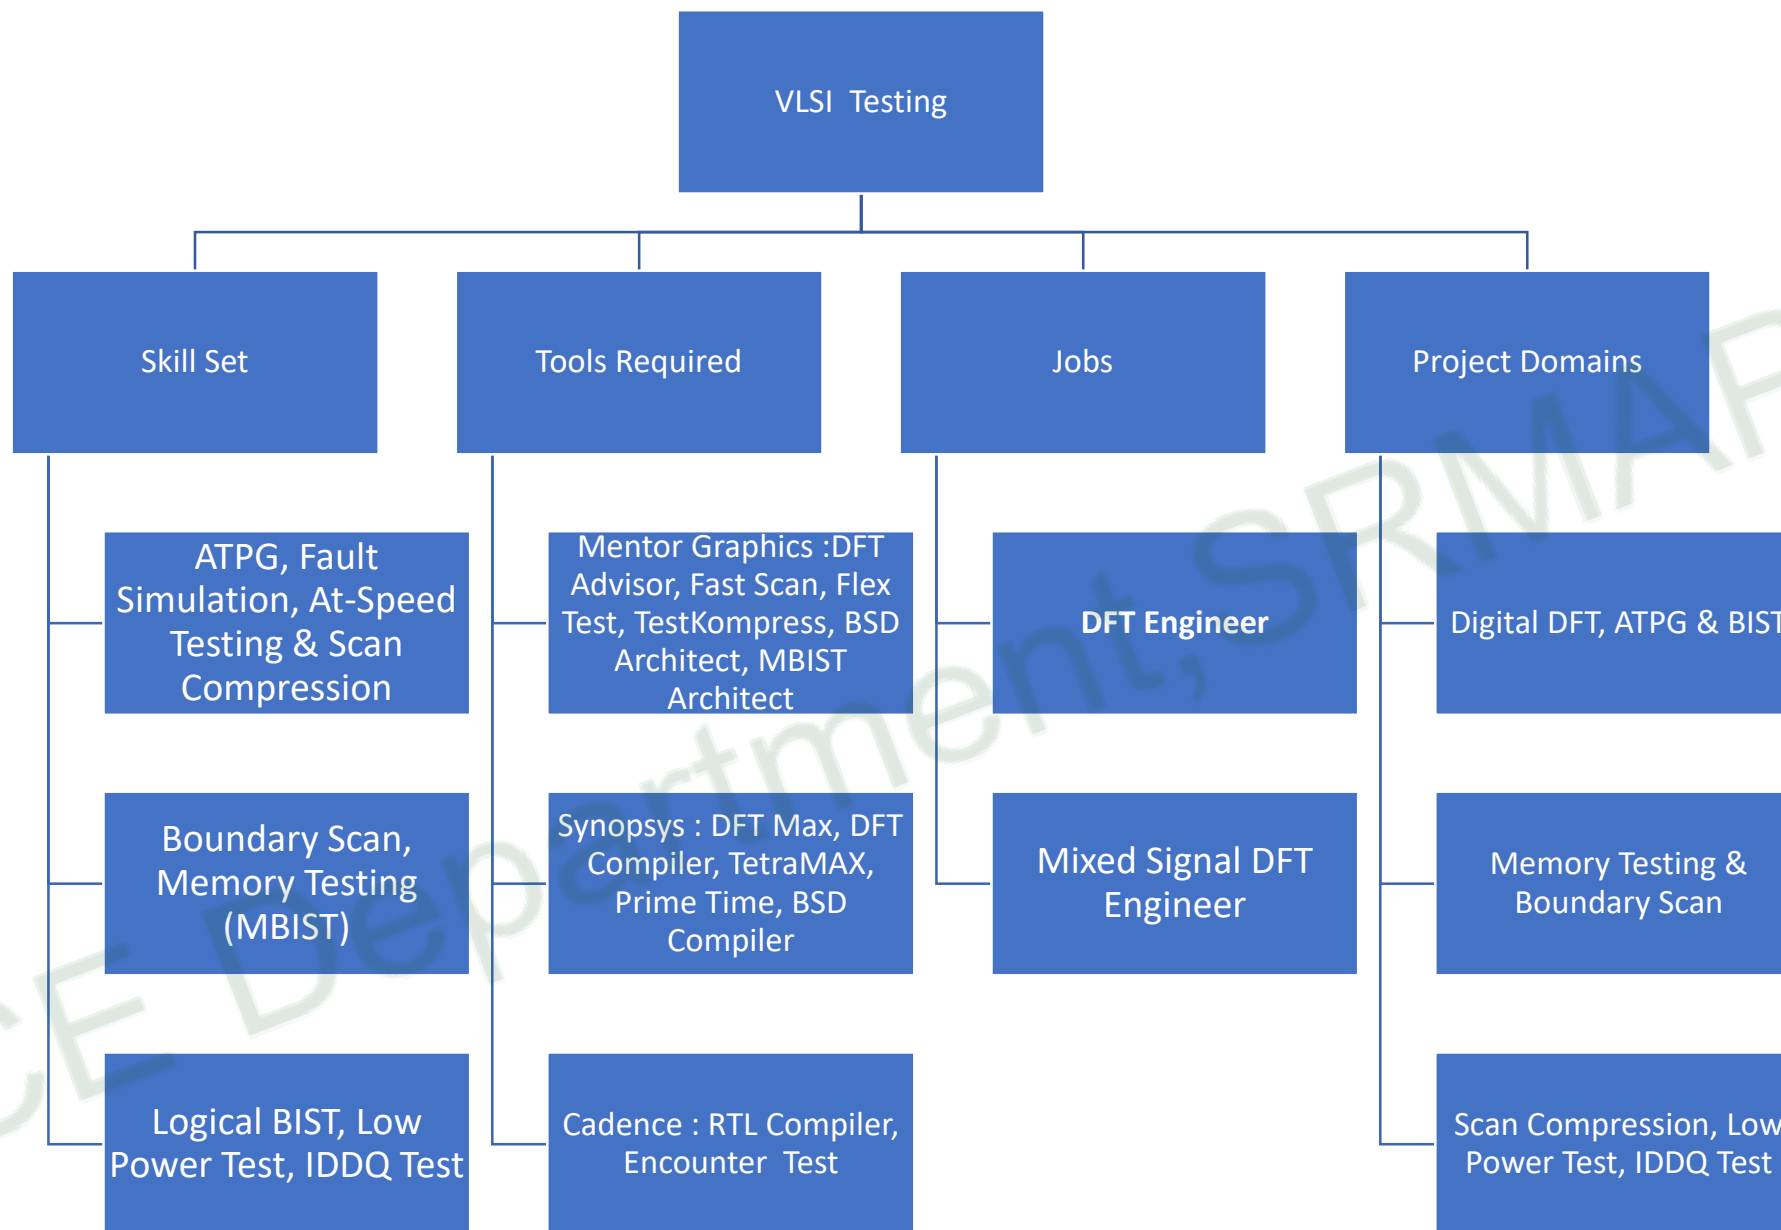 VLSI  Testing
Skill Set
Tools Required
Jobs
Project Domains
ATPG, Fault
Simulation, At-Speed
Testing & Scan
Compression
Boundary Scan,
Memory Testing
(MBIST)
Logical BIST, Low
Power Test, IDDQ Test
Mentor Graphics :DFT
Advisor, Fast Scan, Flex
Test, TestKompress, BSD
Architect, MBIST
Architect
Synopsys : DFT Max, DFT
Compiler, TetraMAX,
Prime Time, BSD
Compiler
Cadence : RTL Compiler,
Encounter  Test
DFT Engineer
Mixed Signal DFT
Engineer
Digital DFT, ATPG & BIST
Memory Testing &
Boundary Scan
Scan Compression, Low
Power Test, IDDQ Test
CE Department,SRMAP